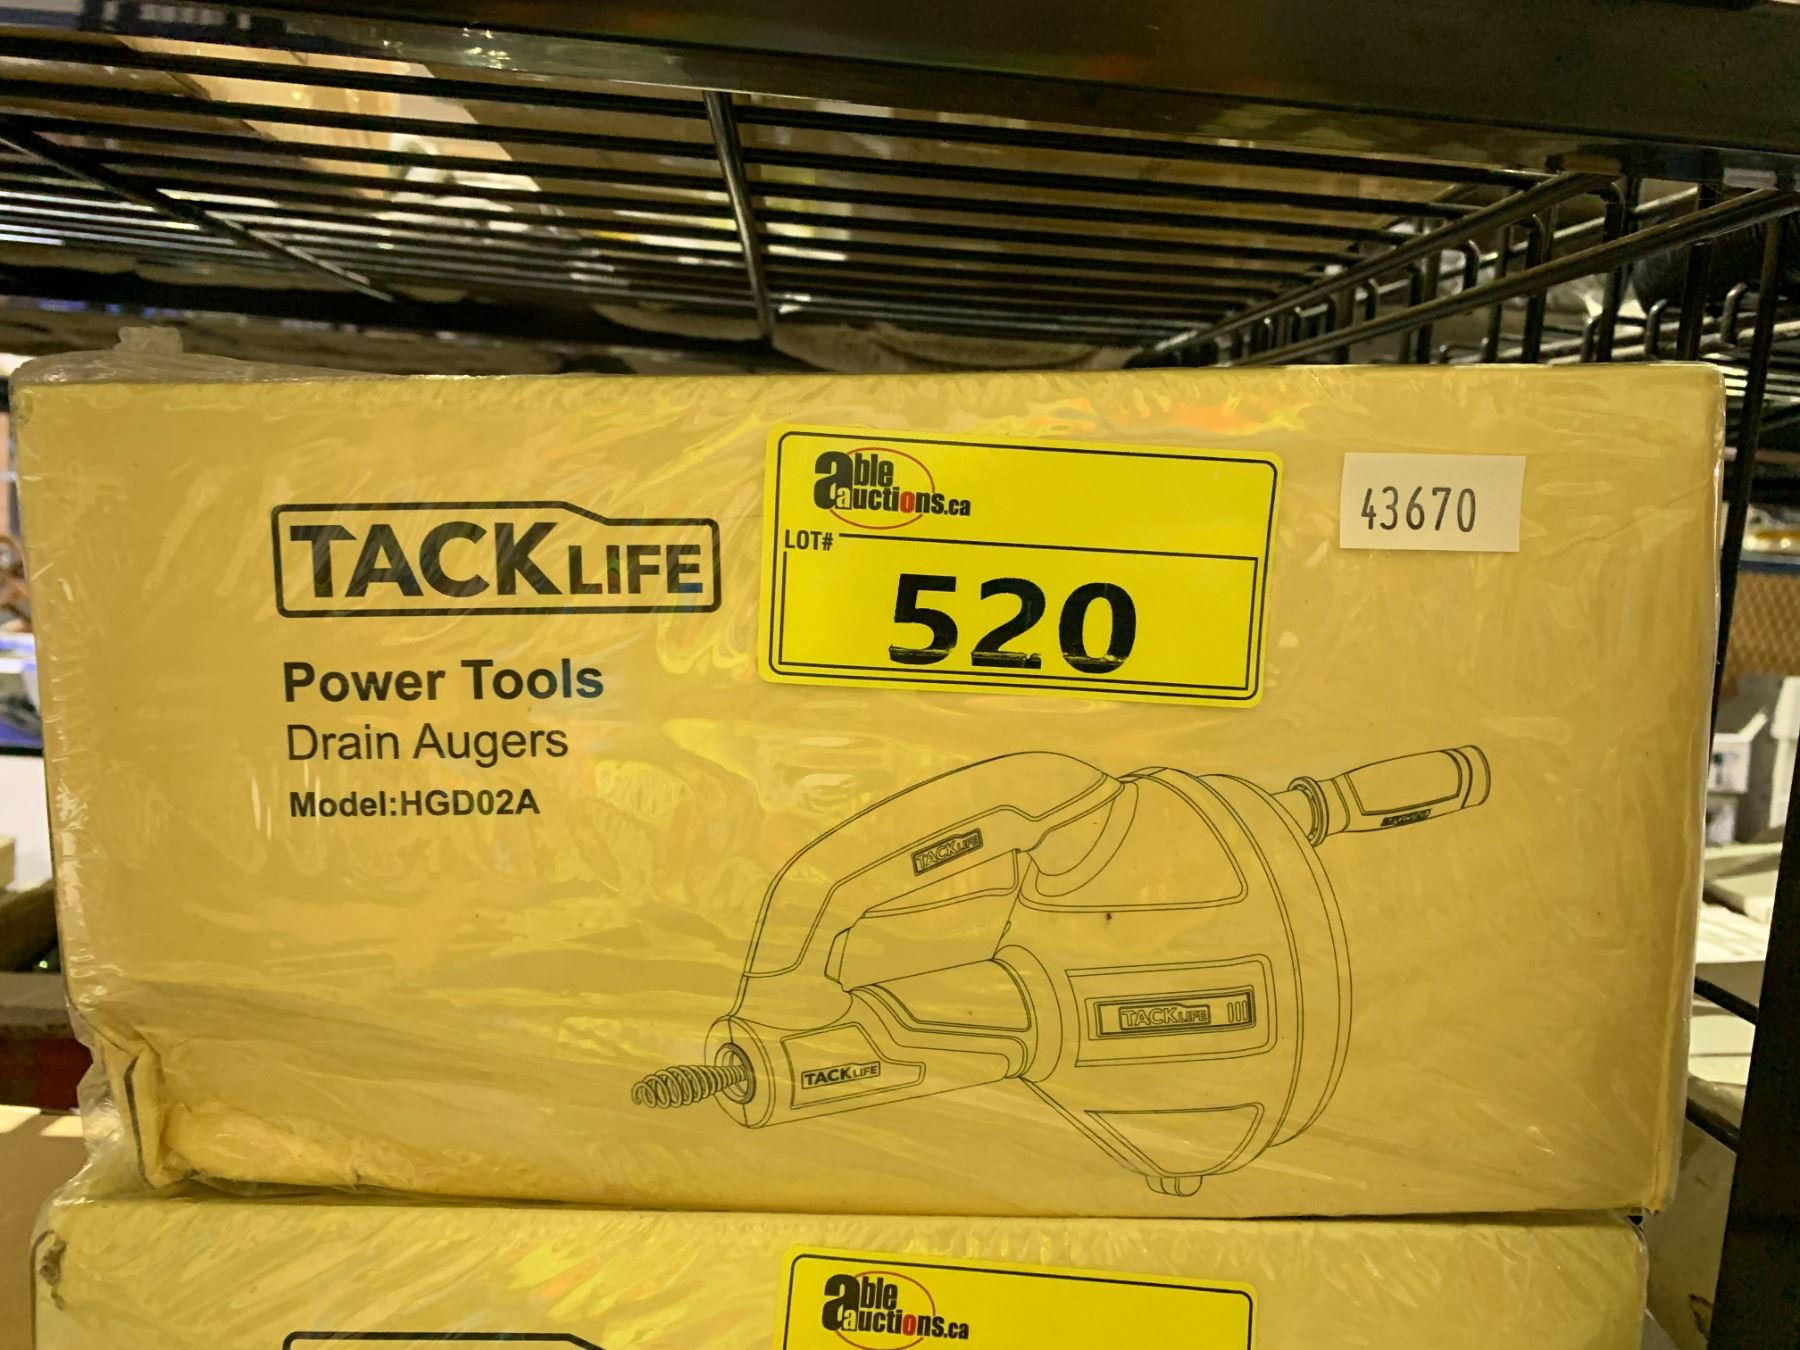 able
auctions.ca
LOT#
520
43670
TACKLIFE
Power Tools
Drain Augers
Model:HGD02A
TACKLIFE
TACKLIFE
TACKLIFE
able
auctions.ca